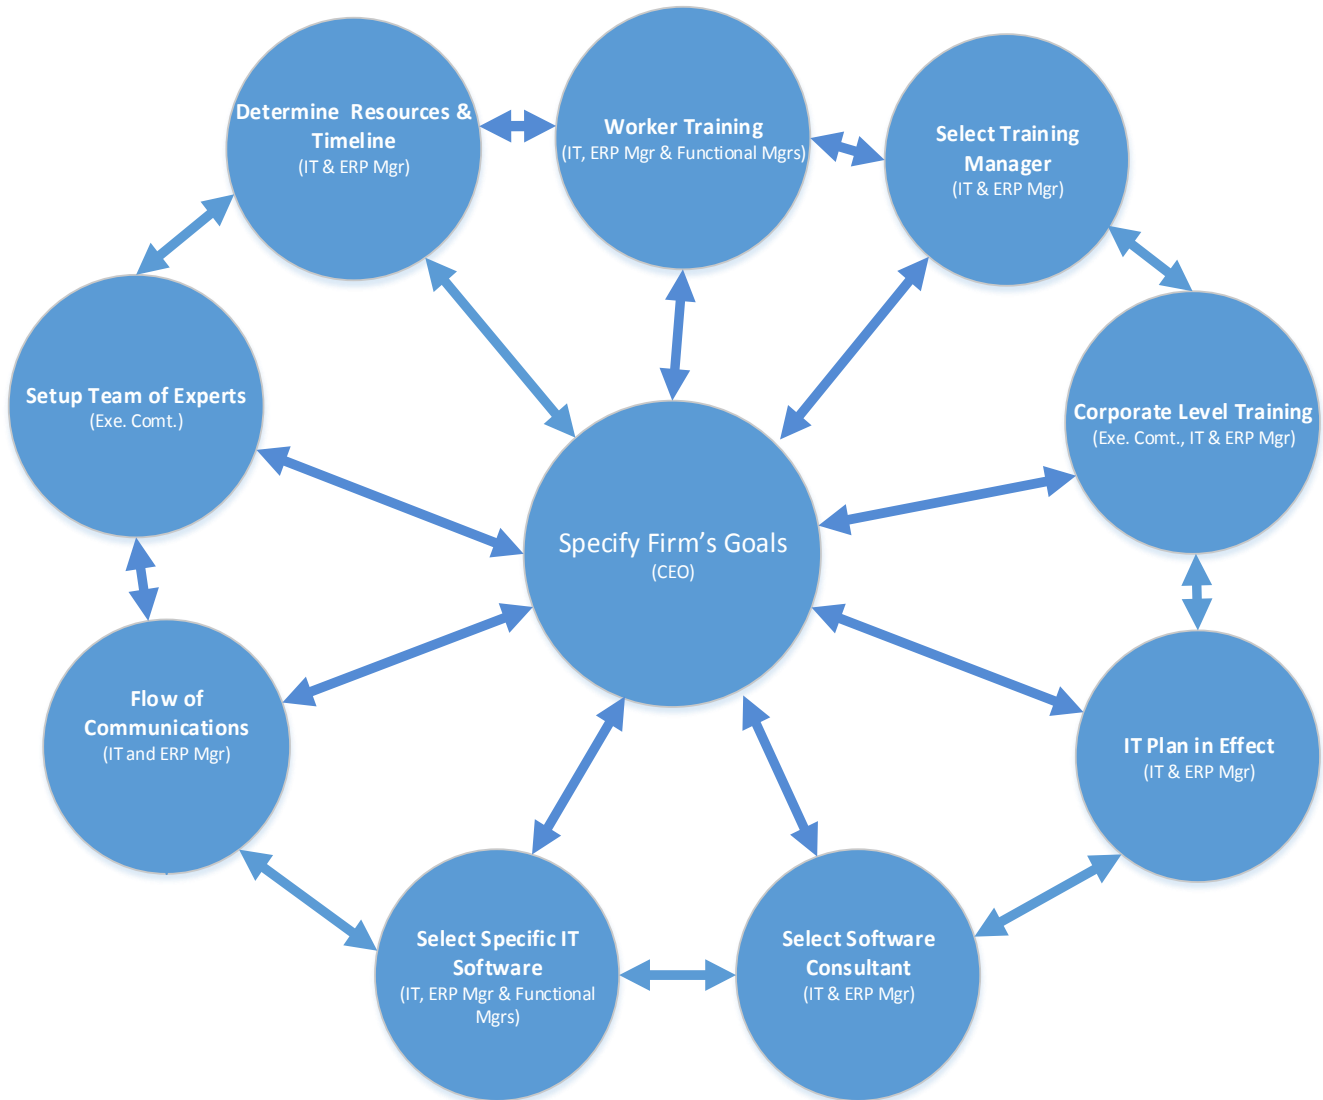 Determine Resources &
Timeline
(IT & ERP Mgr)
Worker Training
(IT, ERP Mgr & Functional Mgrs)
Select Training
Manager
(IT & ERP Mgr)
Setup Team of Experts
(Exe. Comt.)
Corporate Level Training
(Exe. Comt., IT & ERP Mgr)
Specify Firm's Goals
(CEO)
Flow of
Communications
(IT and ERP Mgr)
IT Plan in Effect
(IT & ERP Mgr)
Select Specific IT
Software
(IT, ERP Mgr & Functional
Mgrs)
Select Software
Consultant
(IT & ERP Mgr)